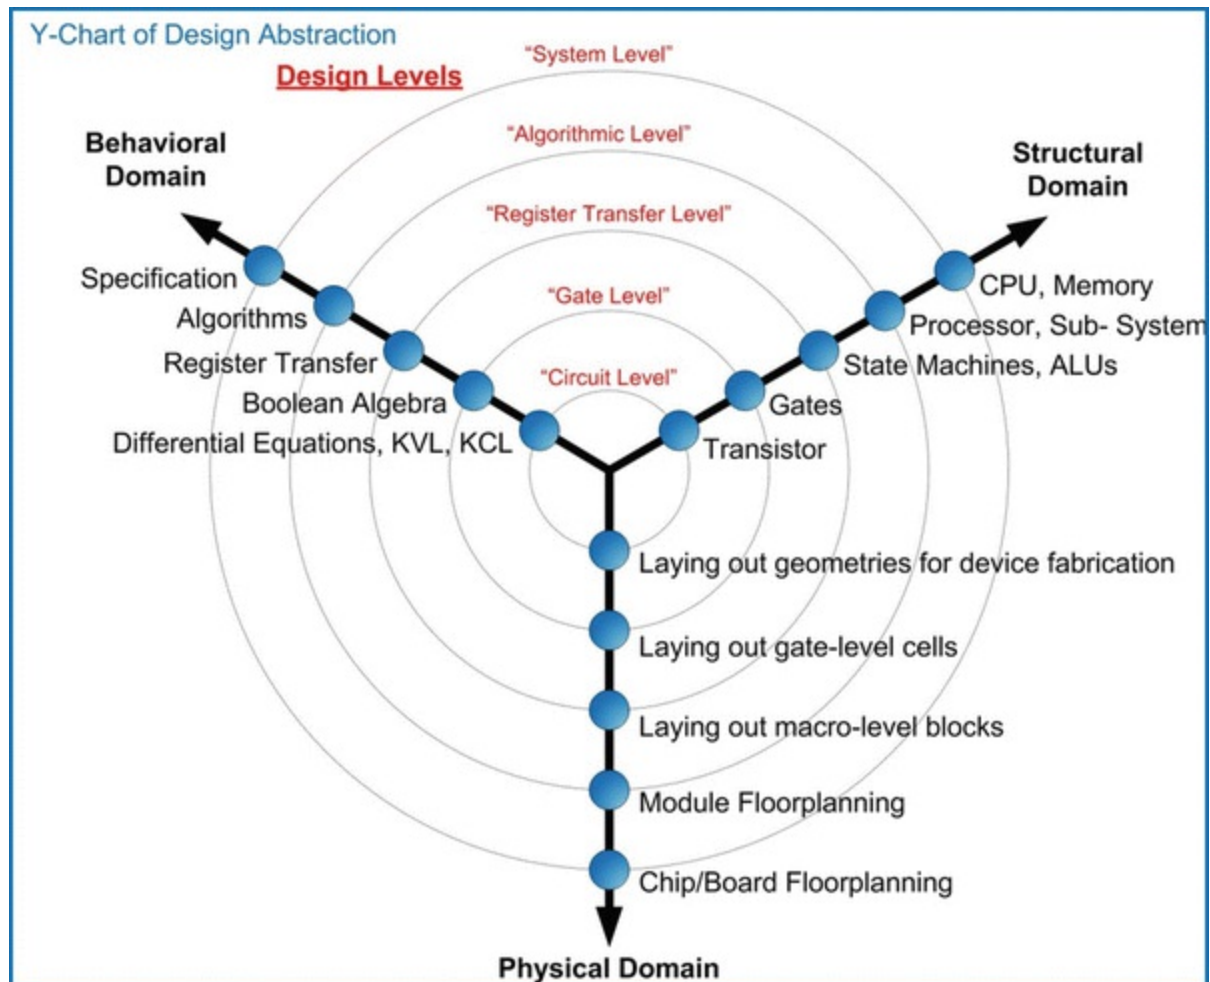 Y-Chart of Design Abstraction
Design Levels
“System Level”
“Algorithmic Level”
“Register Transfer Level”
“Gate Level”
“Circuit Level”
Behavioral
Domain
Specification
Algorithms
Register Transfer
Boolean Algebra
Differential Equations, KVL, KCL
Structural
Domain
CPU, Memory
Processor, Sub- System
State Machines, ALUs
Gates
Transistor
Laying out geometries for device fabrication
Laying out gate-level cells
Laying out macro-level blocks
Module Floorplanning
Chip/Board Floorplanning
Physical Domain